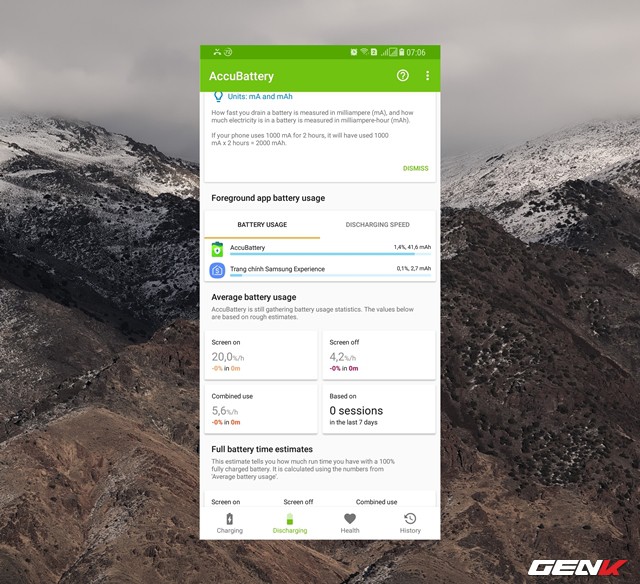 07:06
AccuBattery
Units: mA and mAh
How fast you drain a battery is measured in milliampere (mA), and how
much electricity is in a battery is measured in milliampere-hour (mAh).
If your phone uses 1000 mA for 2 hours, it will have used 1000
mA x 2 hours = 2000 mAh.
DISMISS
Foreground app battery usage
BATTERY USAGE DISCHARGING SPEED
AccuBattery 1,4%, 41,6 mAh
Trang chính Samsung Experience 0,1%, 2,7 mAh
Average battery usage
AccuBattery is still gathering battery usage statistics. The values below
are based on rough estimates.
Screen on Screen off
20,0%/h 4,2%/h
-0% in 0m -0% in 0m
Combined use Based on
5,6%/h 0 sessions
-0% in 0m in the last 7 days
Full battery time estimates
This estimate tells you how much run time you have with a 100%
fully charged battery. It is calculated using the numbers from
'Average battery usage'.
Screen on Screen off Combined use
Charging Discharging Health History
GENK